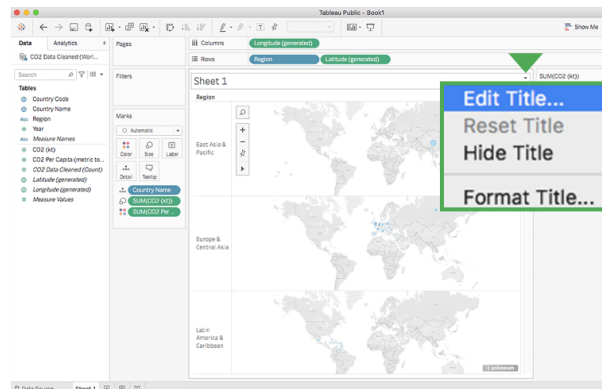 Tableau Public - Book1
Show Me
Data
Analytics
Pages
Columns
Longitude (generated)
CO2 Data Cleaned (Worl...
Rows
Region
Latitude (generated)
Search
Filters
Sheet 1
SUM(CO2 (kt))
Tables
Region
Country Code
Country Name
Abc Region
Year
Abc Measure Names
Marks
Automatic
CO2 (kt)
CO2 Per Capita (metric to...
CO2 Data Cleaned (Count)
Latitude (generated)
Longitude (generated)
Measure Values
Color
Size
Label
Detail
Tooltip
Country Name
SUM(CO2 (kt))
SUM(CO2 Per ...
East Asia &
Pacific
Europe &
Central Asia
Latin
America &
Caribbean
1 unknown
Edit Title...
Reset Title
Hide Title
Format Title...
Data Source
Sheet 1